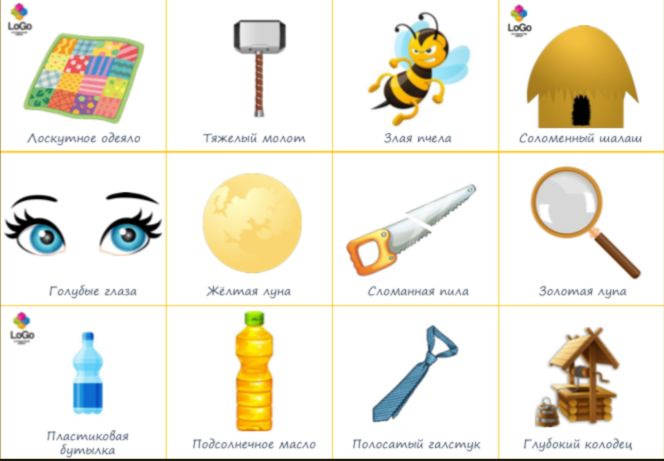 LoGo
LoGo
Лоскутное одеяло
Тяжелый молот
Злая пчела
Соломенный шалаш
Голубые глаза
Жёлтая луна
Сломанная пила
Золотая лупа
LoGo
Пластиковая
бутылка
Подсолнечное масло
Полосатый галстук
Глубокий колодец